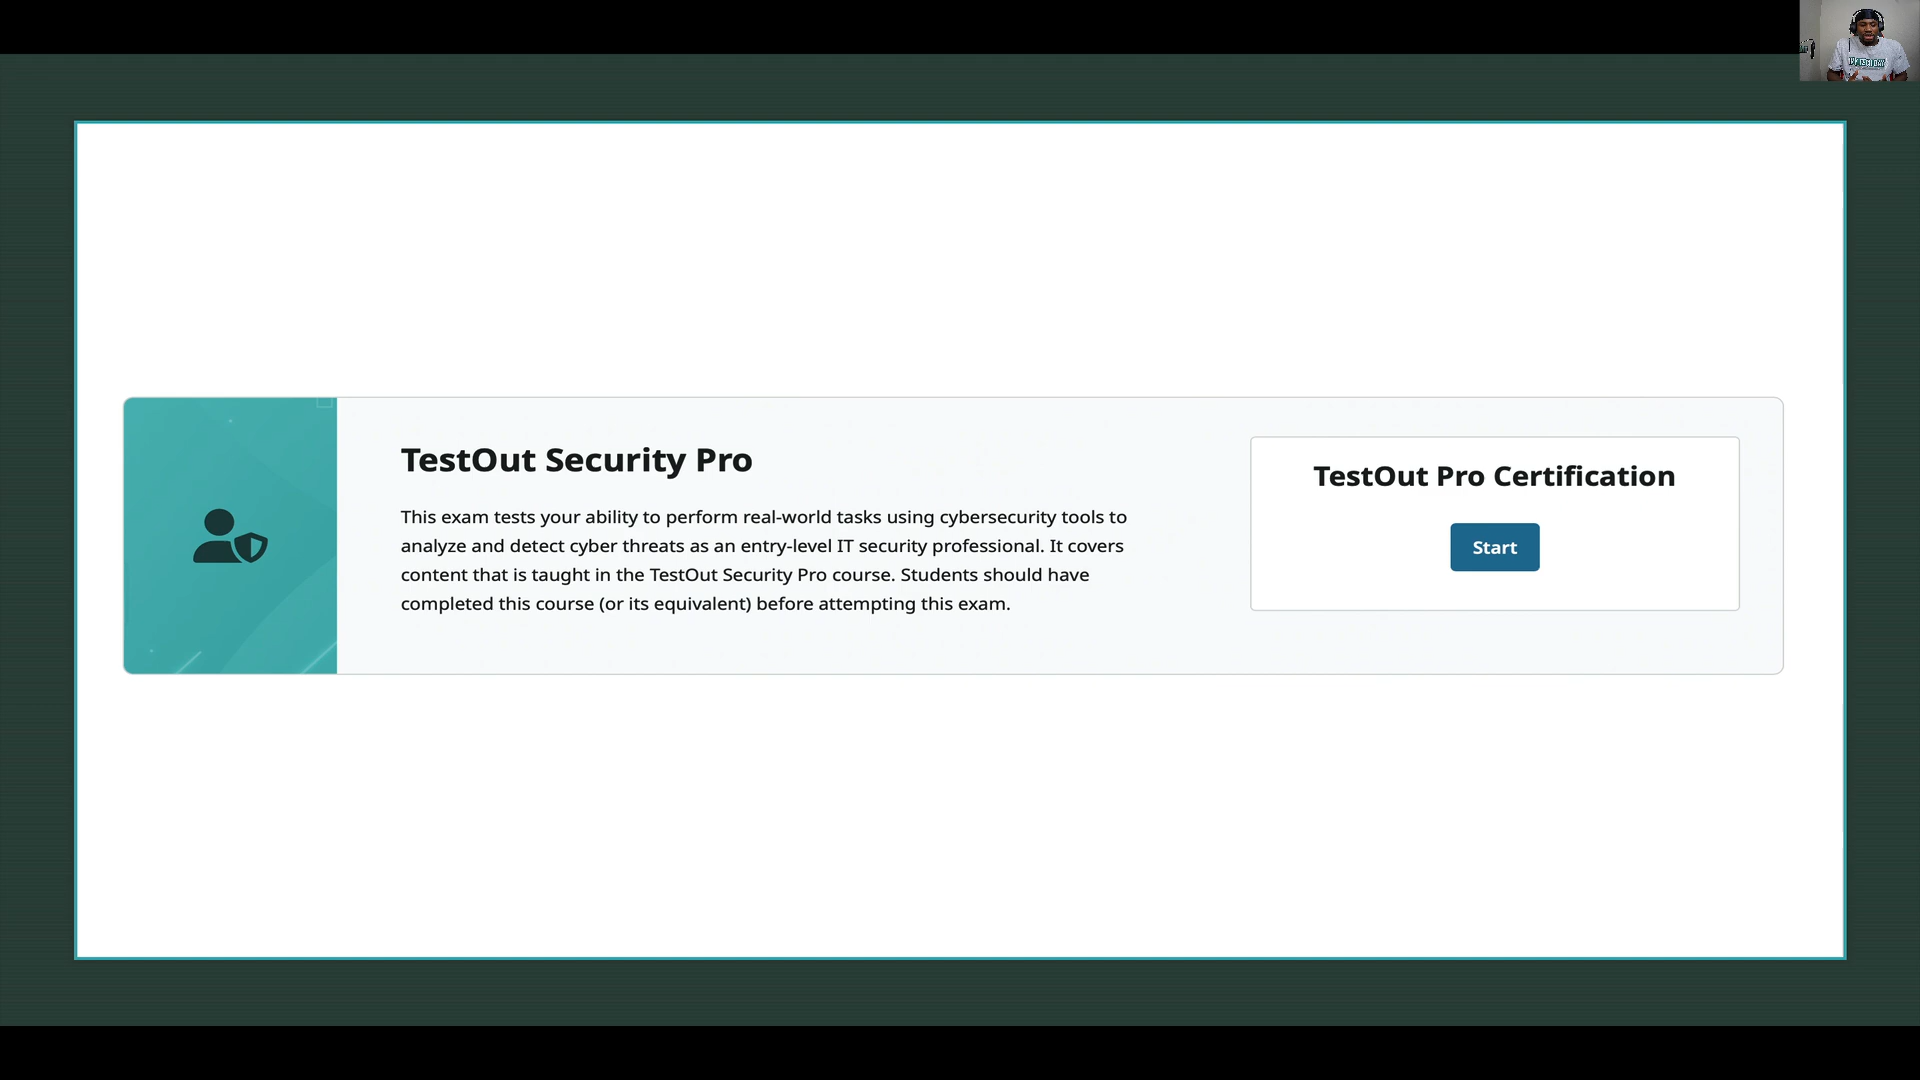 TestOut Security Pro
This exam tests your ability to perform real-world tasks using cybersecurity tools to
analyze and detect cyber threats as an entry-level IT security professional. It covers
content that is taught in the TestOut Security Pro course. Students should have
completed this course (or its equivalent) before attempting this exam.
TestOut Pro Certification
Start